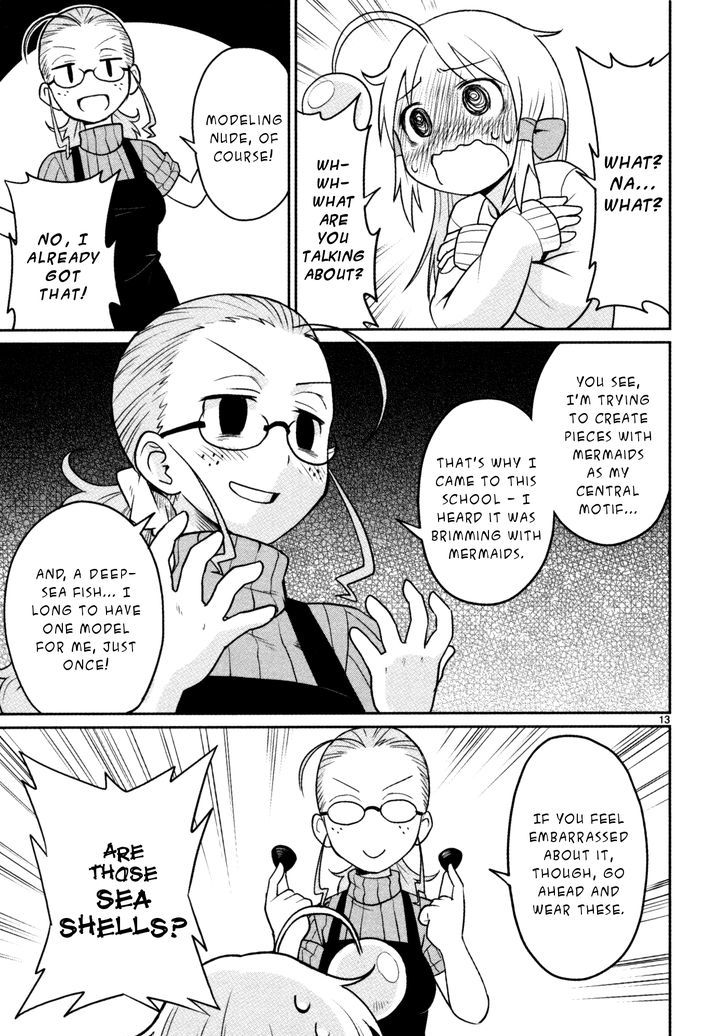 WHAT?
NA...
WHAT?
WH-
WH-
WHAT
ARE
YOU
TALKING
ABOUT?
MODELING
NUDE, OF
COURSE!
NO, I
ALREADY
GOT
THAT!
YOU SEE,
I'M TRYING
TO CREATE
PIECES WITH
MERMAIDS
AS MY
CENTRAL
MOTIF...
THAT'S WHY I
CAME TO THIS
SCHOOL - I
HEARD IT WAS
BRIMMING WITH
MERMAIDS.
AND, A DEEP-
SEA FISH... I
LONG TO HAVE
ONE MODEL
FOR ME, JUST
ONCE!
13
IF YOU FEEL
EMBARRASSED
ABOUT IT,
THOUGH, GO
AHEAD AND
WEAR THESE.
ARE
THOSE
SEA
SHELLS?